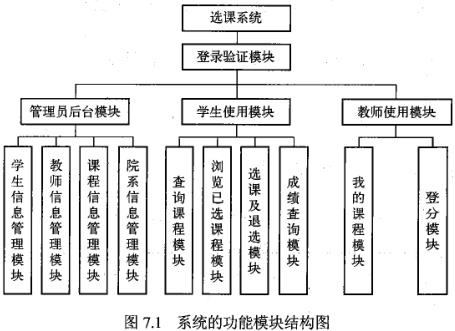 选课系统
登录验证模块
管理员后台模块
学生使用模块
教师使用模块
学生信息管理模块
教师信息管理模块
课程信息管理模块
院系信息管理模块
查询课程模块
浏览已选课程模块
选课及退选模块
成绩查询模块
我的课程模块
登分模块
图 7.1 系统的功能模块结构图